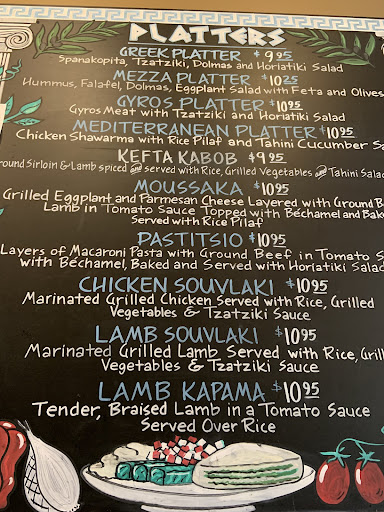 PLATTERS
GREEK PLATTER $9.95
Spanakopita, Tzatziki, Dolmas and Horiatiki Salad
MEZZA PLATTER $10.25
Hummus, Falafel, Dolmas, Eggplant Salad with Feta and Olives
GYROS PLATTER $10.95
Gyros Meat with Tzatziki and Horiatiki Salad
MEDITERRANEAN PLATTER $10.95
Chicken Shawarma with Rice Pilaf and Tahini Cucumber
KEFTA KABOB $9.95
Sirloin & Lamb Spiced and Served with Rice, Grilled Vegetables and Tahini
MOUSSAKA $10.95
Grilled Eggplant and Parmesan Cheese Layered with Ground
Lamb in Tomato Sauce Topped with Béchamel and
Served with Rice Pilaf
PASTITSIO $10.95
Layers of Macaroni Pasta with Ground Beef in Tomato
with Béchamel, Baked and Served with Horiatiki
CHICKEN SOUVLAKI $10.95
Marinated Grilled Chicken Served with Rice, Grilled
Vegetables & Tzatziki Sauce
LAMB SOUVLAKI $10.95
Marinated Grilled Lamb Served with Rice,
Vegetables & Tzatziki Sauce
LAMB KAPAMA $10.95
Tender, Braised Lamb in a Tomato Sauce
Served Over Rice